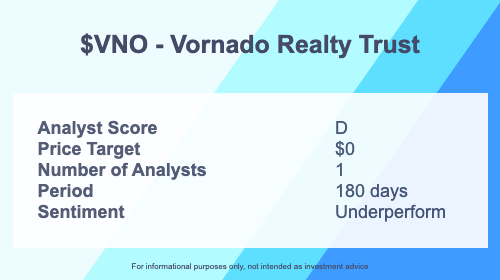 $VNO - Vornado Realty Trust
Analyst Score D
Price Target $0
Number of Analysts 1
Period 180 days
Sentiment Underperform
For informational purposes only, not intended as investment advice